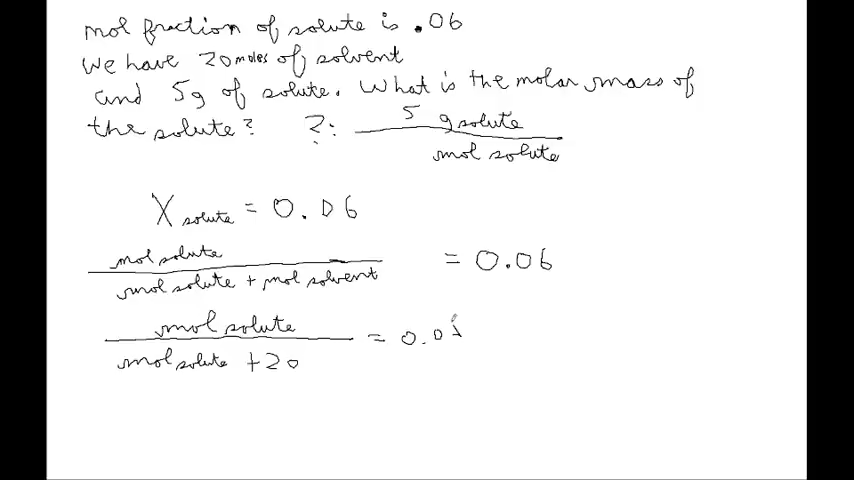 mol fraction of solute is .06
We have 20 moles of solvent
and 5g of solute. What is the molar mass of
the solute? ?: 5 g solute
mol solute
X solute = 0.06
mol solute
mol solute + mol solvent
= 0.06
mol solute
mol solute + 20
= 0.0